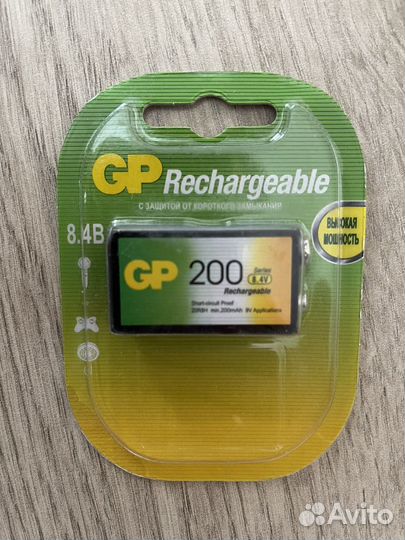 GP Rechargeable
С ЗАЩИТОЙ ОТ КОРОТКОГО ЗАМЫКАНИЯ
8.4В
ВЫСОКАЯ
МОЩНОСТЬ
GP 200 Series
8.4V
Rechargeable
Short-circuit Proof
20R8H min.200mAh 9V Applications
Avito